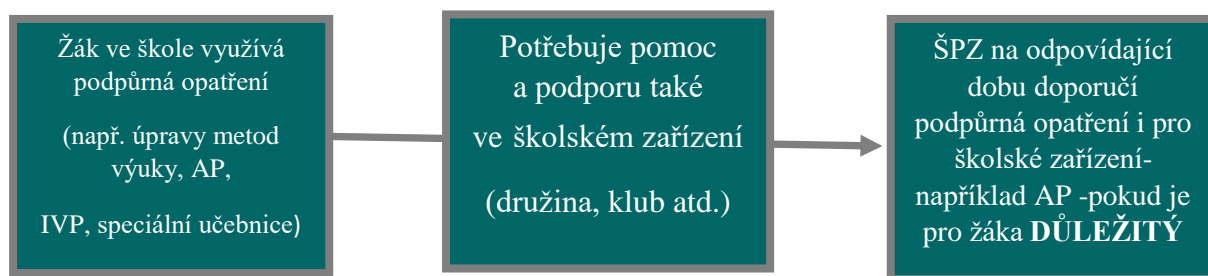 Žák ve škole využívá
podpůrná opatření
(např. úpravy metod
výuky, AP,
IVP, speciální učebnice)
Potřebuje pomoc
a podporu také
ve školském zařízení
(družina, klub atd.)
ŠPZ na odpovídající
dobu doporučí
podpůrná opatření i pro
školské zařízení-
například AP -pokud je
pro žáka DŮLEŽITÝ